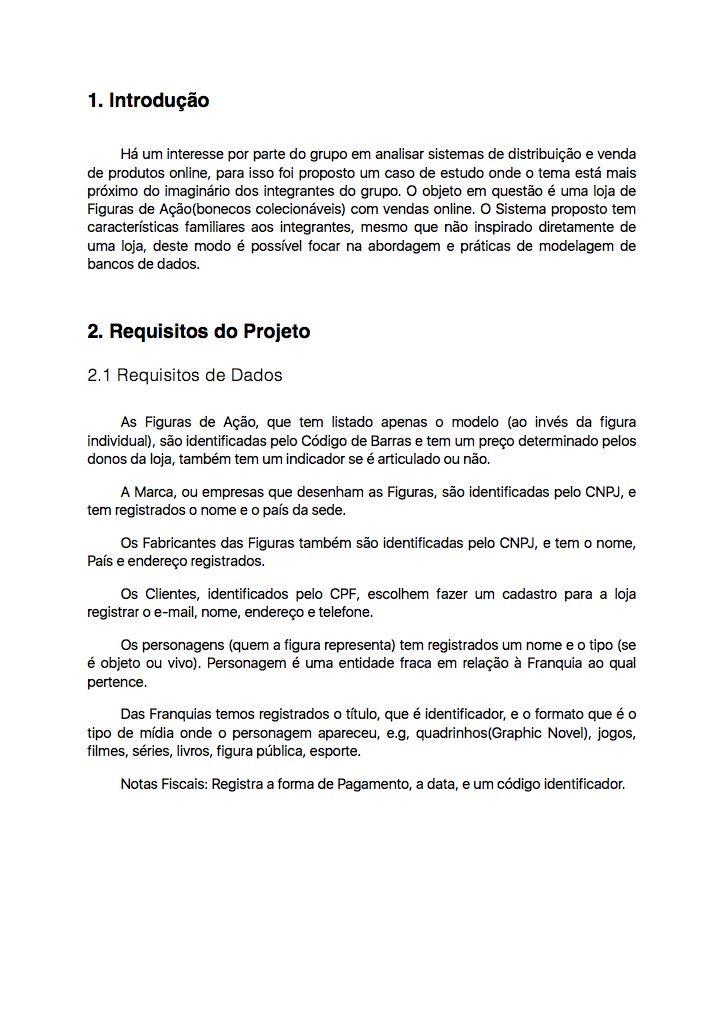 1. Introdução
Há um interesse por parte do grupo em analisar sistemas de distribuição e venda
de produtos online, para isso foi proposto um caso de estudo onde o tema está mais
próximo do imaginário dos integrantes do grupo. O objeto em questão é uma loja de
Figuras de Ação(bonecos colecionáveis) com vendas online. O Sistema proposto tem
características familiares aos integrantes, mesmo que não inspirado diretamente de
uma loja, deste modo é possível focar na abordagem e práticas de modelagem de
bancos de dados.
2. Requisitos do Projeto
2.1 Requisitos de Dados
As Figuras de Ação, que tem listado apenas o modelo (ao invés da figura
individual), são identificadas pelo Código de Barras e tem um preço determinado pelos
donos da loja, também tem um indicador se é articulado ou não.
A Marca, ou empresas que desenham as Figuras, são identificadas pelo CNPJ, e
tem registrados o nome e o país da sede.
Os Fabricantes das Figuras também são identificadas pelo CNPJ, e tem o nome,
País e endereço registrados.
Os Clientes, identificados pelo CPF, escolhem fazer um cadastro para a loja
registrar o e-mail, nome, endereço e telefone.
Os personagens (quem a figura representa) tem registrados um nome e o tipo (se
é objeto ou vivo). Personagem é uma entidade fraca em relação à Franquia ao qual
pertence.
Das Franquias temos registrados o título, que é identificador, e o formato que é o
tipo de mídia onde o personagem apareceu, e.g, quadrinhos(Graphic Novel), jogos,
filmes, séries, livros, figura pública, esporte.
Notas Fiscais: Registra a forma de Pagamento, a data, e um código identificador.